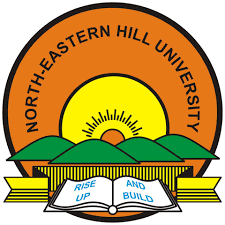 NORTH-EASTERN HILL UNIVERSITY
RISE
UP
AND
BUILD